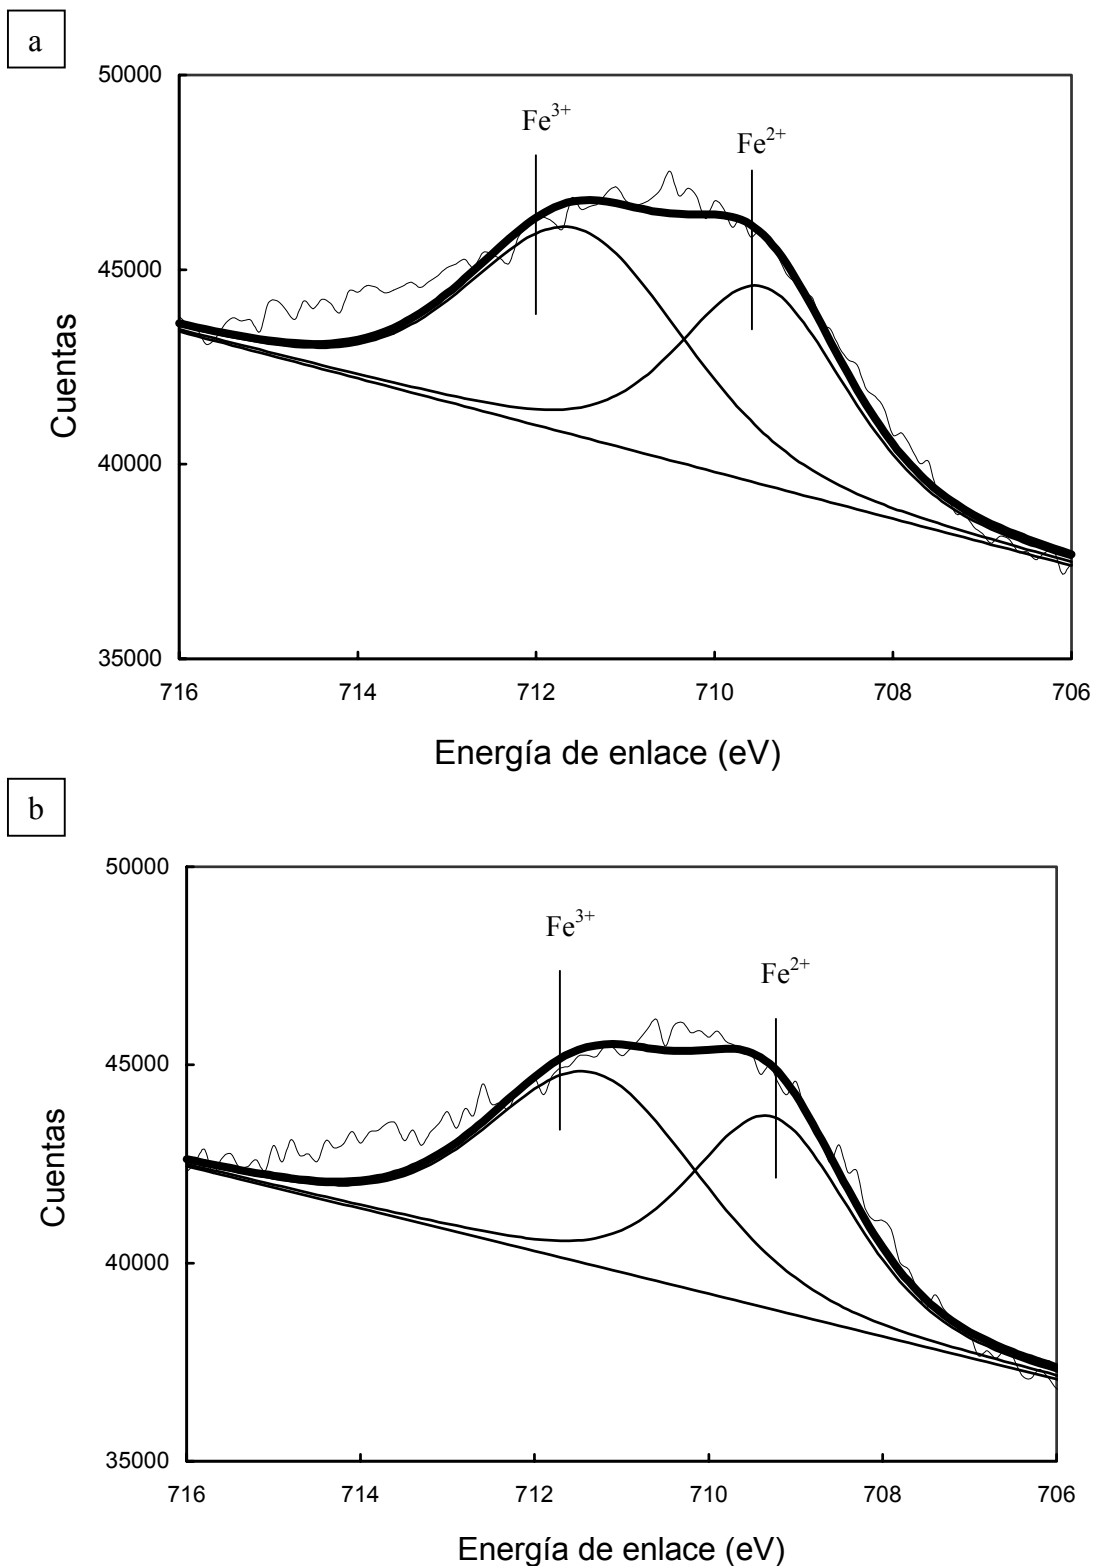 a
50000
Fe³⁺
Fe²⁺
45000
Cuentas
40000
35000
716 714 712 710 708 706
Energía de enlace (eV)
b
50000
Fe³⁺
Fe²⁺
45000
Cuentas
40000
35000
716 714 712 710 708 706
Energía de enlace (eV)